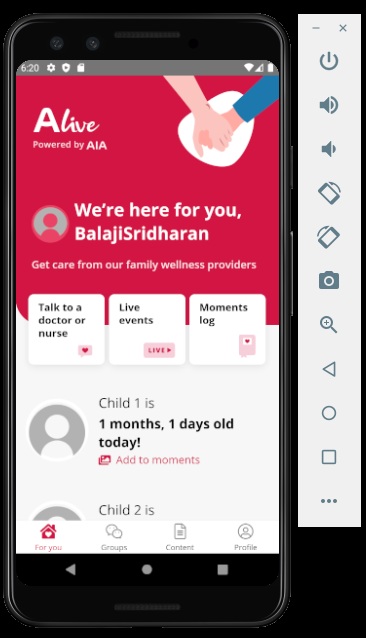 6:20
Alive
Powered by AIA
We're here for you,
BalajiSridharan
Get care from our family wellness providers
Talk to a
doctor or
nurse
Live
events
LIVE
Moments
log
Child 1 is
1 months, 1 days old
today!
Add to moments
Child 2 is
For you
Groups
Content
Profile